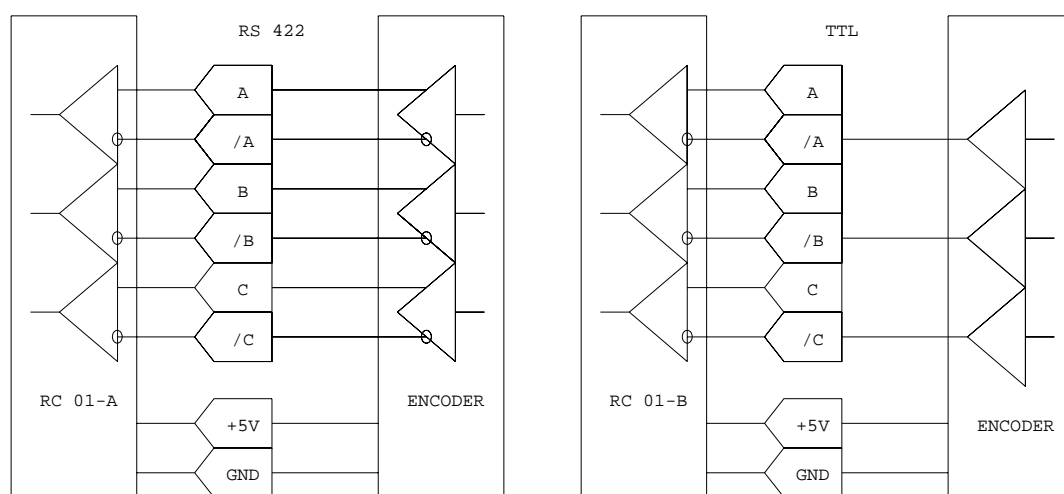 RS 422
A
/A
B
/B
C
/C
RC 01-A
ENCODER
+5V
GND
TTL
A
/A
B
/B
C
/C
RC 01-B
ENCODER
+5V
GND